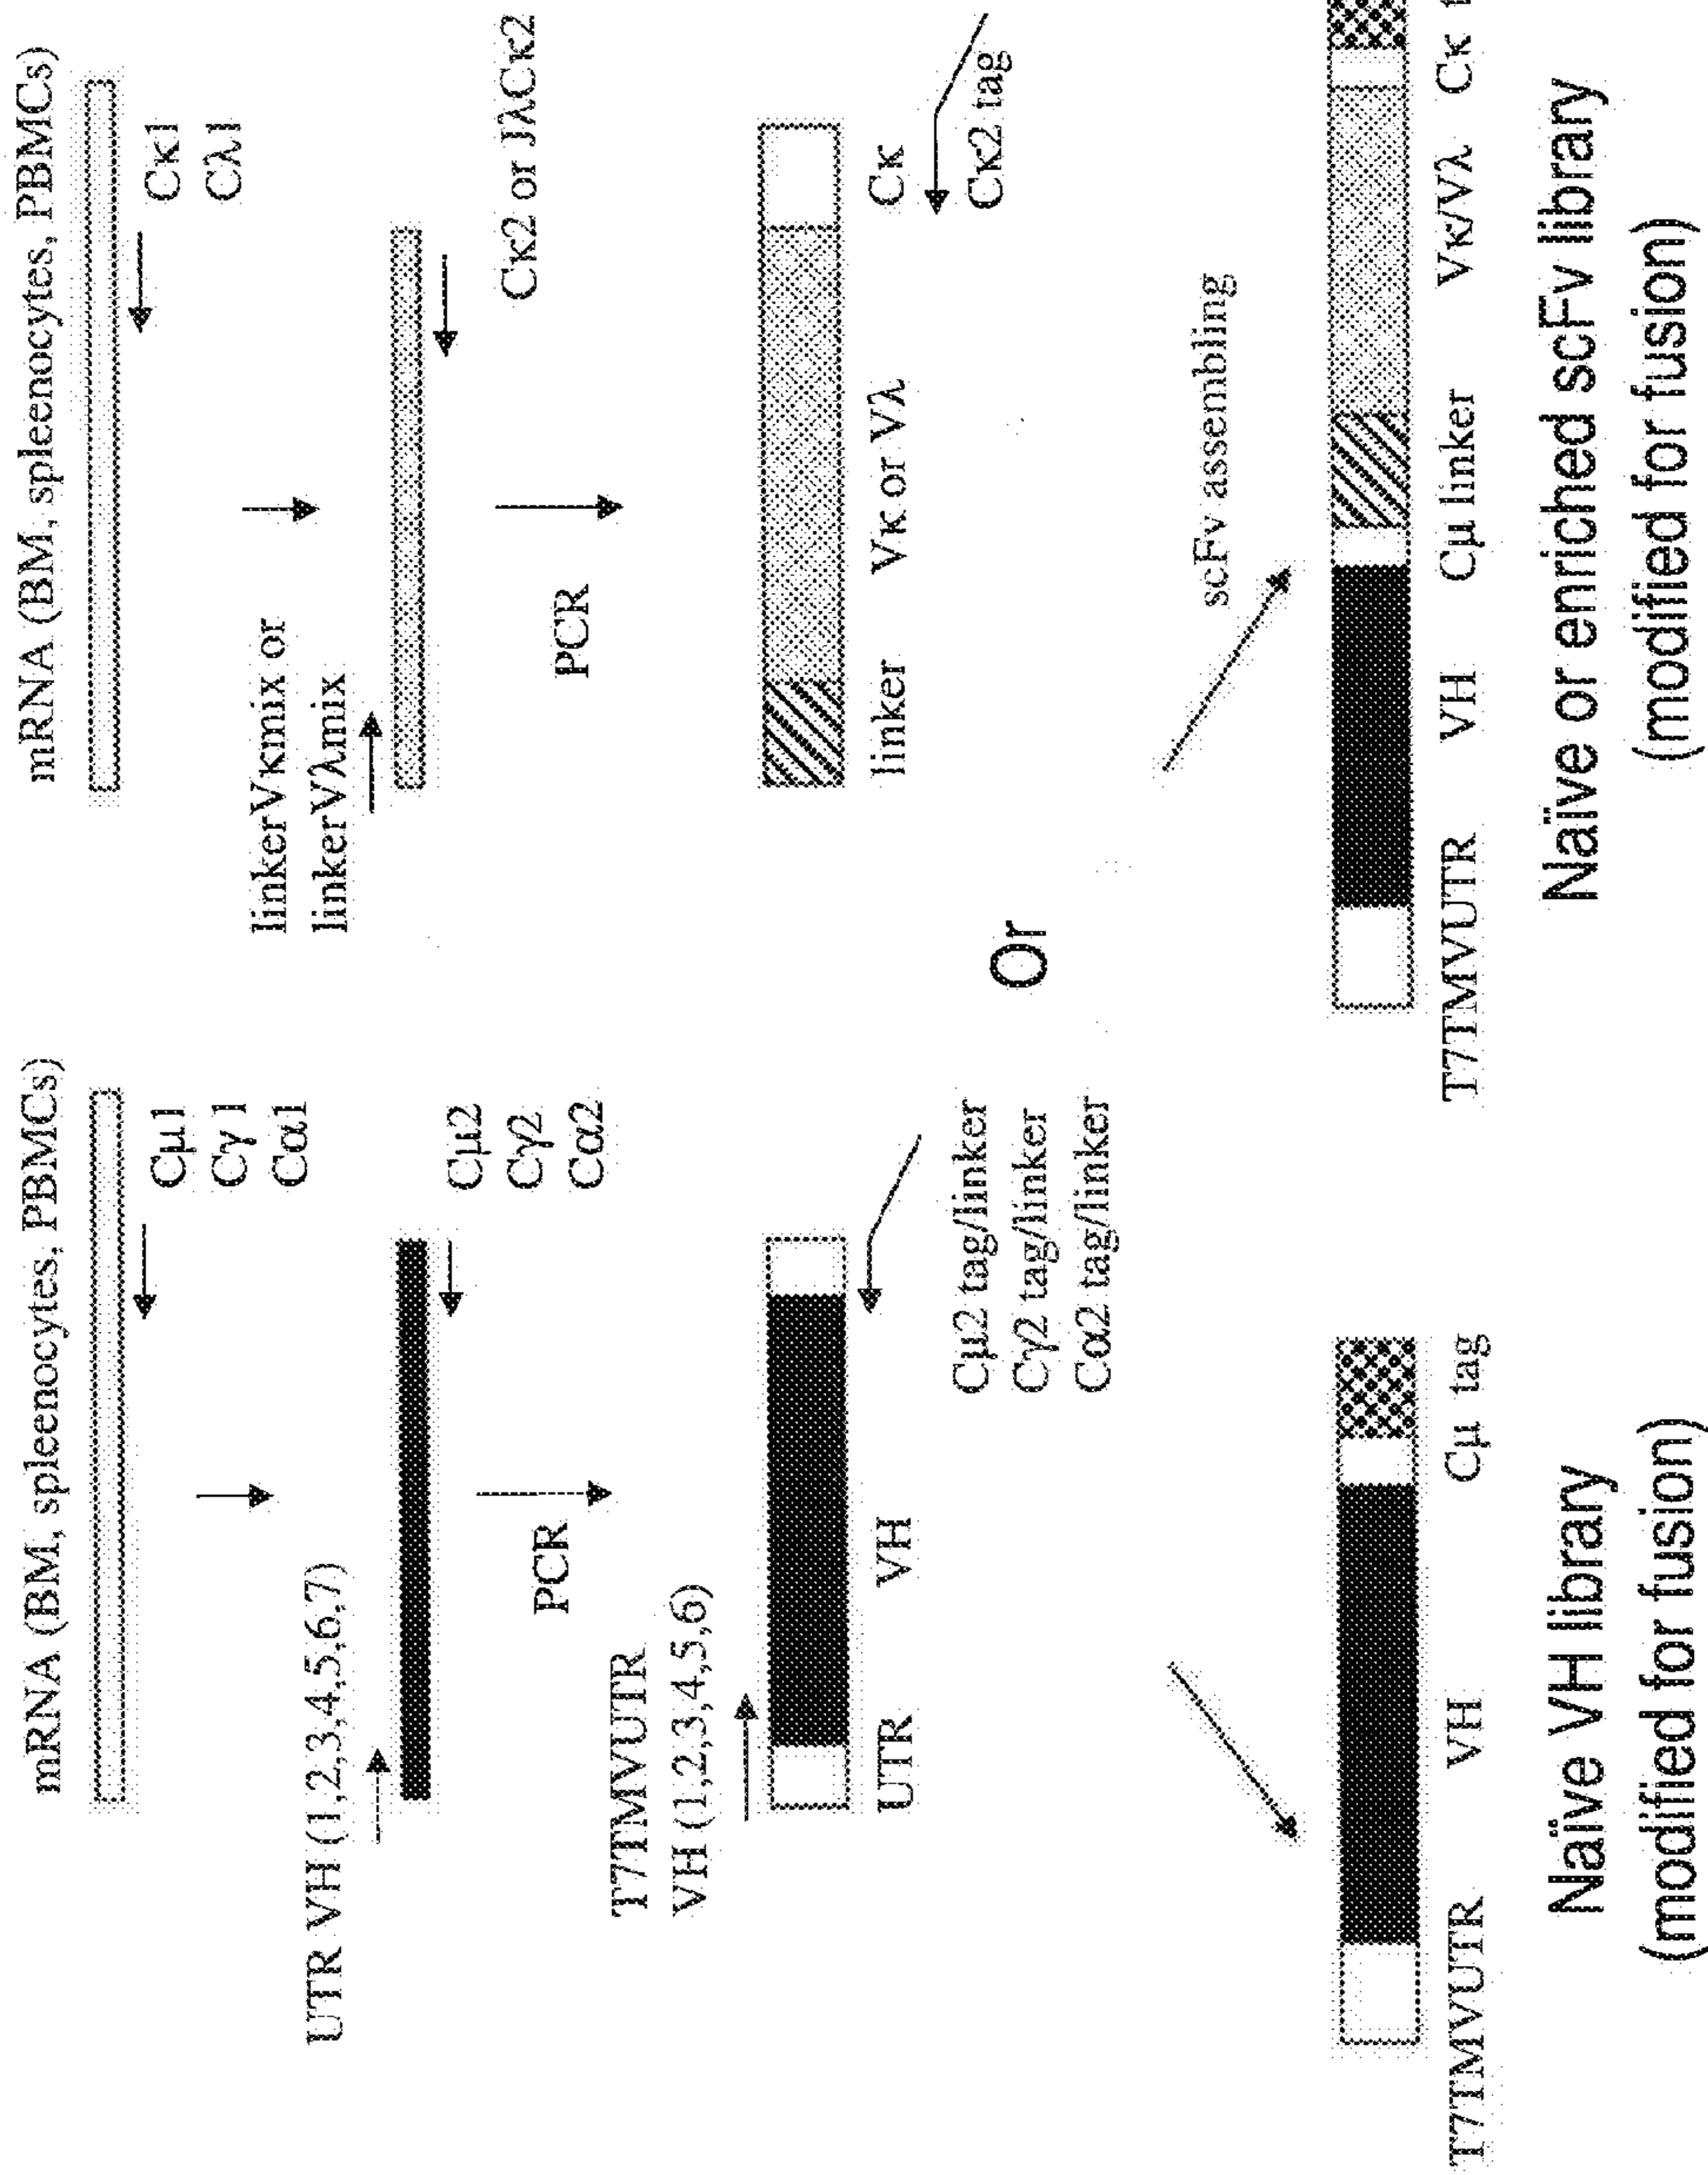 mRNA (BM, spleenocytes, PBMCs)
Cμ1
Cγ 1
Cα1
UTR VH (1,2,3,4,5,6,7)
Cμ2
Cγ2
Cα2
PCR
T7TMVUTR
VH (1,2,3,4,5,6)
UTR VH
Cμ2 tag/linker
Cγ2 tag/linker
Cα2 tag/linker
T7TMVUTR VH Cμ tag
Naïve VH library
(modified for fusion)
Or
mRNA (BM, spleenocytes, PBMCs)
Cκ1
Cλ1
linkerVκmix or
linkerVλmix
Cκ2 or JλCκ2
PCR
linker Vκ or Vλ Cκ
Cκ2 tag
scFv assembling
T7TMVUTR VH Cμ linker Vκ/Vλ Cκ
Naïve or enriched scFv library
(modified for fusion)